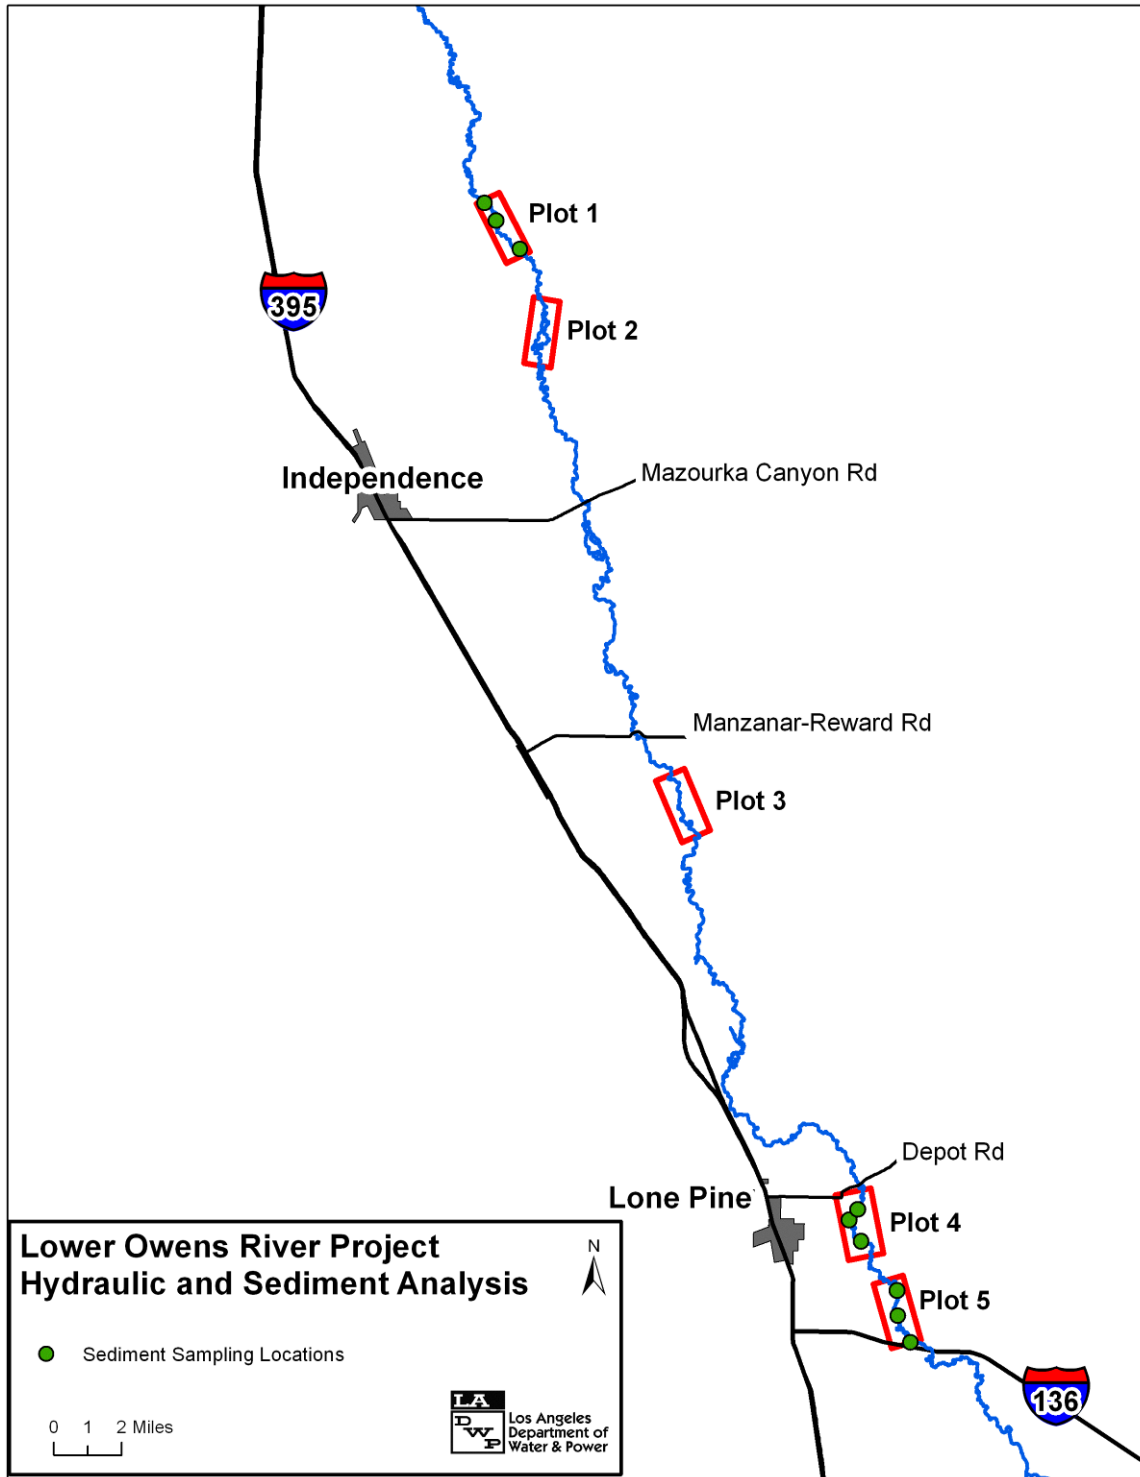 Plot 1
395
Plot 2
Independence
Mazourka Canyon Rd
Manzanar-Reward Rd
Plot 3
Depot Rd
Lone Pine
Plot 4
Plot 5
136
Lower Owens River Project
Hydraulic and Sediment Analysis
N
Sediment Sampling Locations
0 1 2 Miles
LA
DWP
Los Angeles
Department of
Water & Power